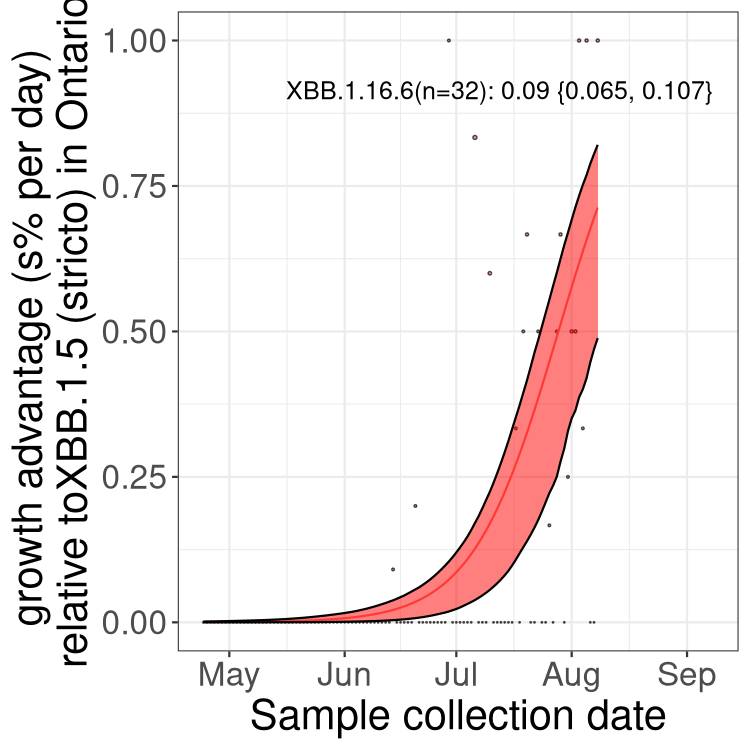 growth advantage (s% per day)
relative toXBB.1.5 (stricto) in Ontario
1.00
0.75
0.50
0.25
0.00
XBB.1.16.6(n=32): 0.09 {0.065, 0.107}
May Jun Jul Aug Sep
Sample collection date